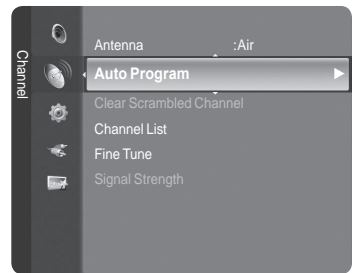 Channel
Antenna :Air
Auto Program
Clear Scrambled Channel
Channel List
Fine Tune
Signal Strength